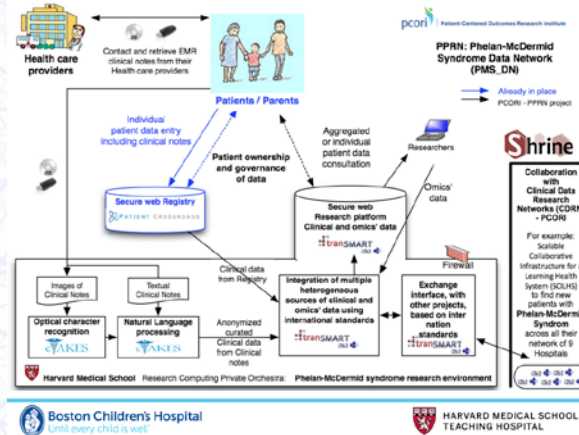 pcori
Patient-Centered Outcomes Research Institute
PPRN: Phelan-McDermid
Syndrome Data Network
(PMS_DN)
Already in place
PCORI - PPRN project
Health care
providers
Contact and retrieve EMR
clinical notes from their
Health care providers
Patients / Parents
Individual
patient data entry
including clinical notes
Patient ownership
and governance
of data
Aggregated
or individual
patient data
consultation
Researchers
Omics'
data
Shrine
Collaboration
with
Clinical Data
Research
Networks (CDRN)
- PCORI
For example:
Scalable
Collaborative
Infrastructure for a
Learning Health
System (SCILHS)
to find new
patients with
Phelan-McDermid
Syndrom
across all their
network of 9
Hospitals
Secure web Registry
PATIENT CROSSROADS
Secure web
Research platform
Clinical and omics' data
tranSMART
Firewall
Clinical data
from Registry
Images of
Clinical Notes
Textual
Clinical Notes
Optical character
recognition
cTAKES
Natural Language
processing
cTAKES
Anonymized
curated
Clinical data
from Clinical
notes
Integration of multiple
heterogeneous
sources of clinical and
omics' data using
international standards
tranSMART
Exchange
interface, with
other projects,
based on inter
nation
standards
tranSMART
Harvard Medical School Research Computing Private Orchestra: Phelan-McDermid syndrome research environment
Boston Children's Hospital
Until every child is well
HARVARD MEDICAL SCHOOL
TEACHING HOSPITAL